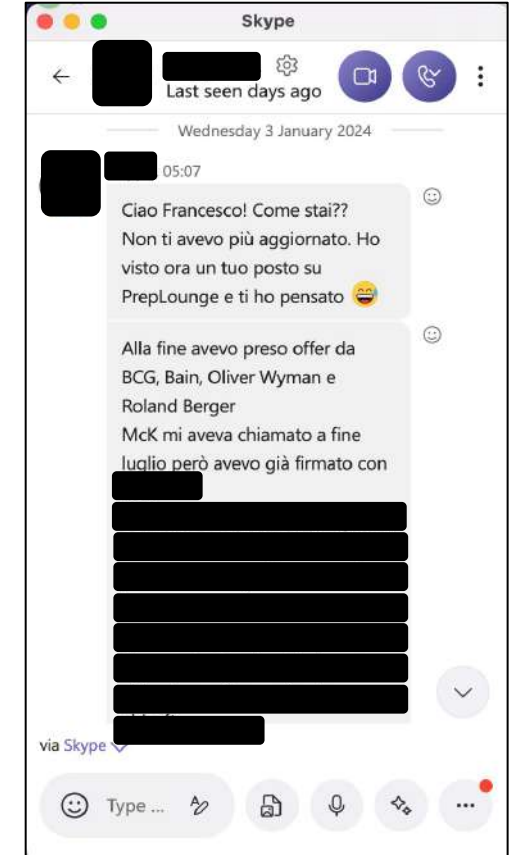 Skype
Last seen days ago
Wednesday 3 January 2024
05:07
Ciao Francesco! Come stai??
Non ti avevo più aggiornato. Ho
visto ora un tuo posto su
PrepLounge e ti ho pensato 😅
Alla fine avevo preso offer da
BCG, Bain, Oliver Wyman e
Roland Berger
McK mi aveva chiamato a fine
luglio però avevo già firmato con
via Skype
Type ...